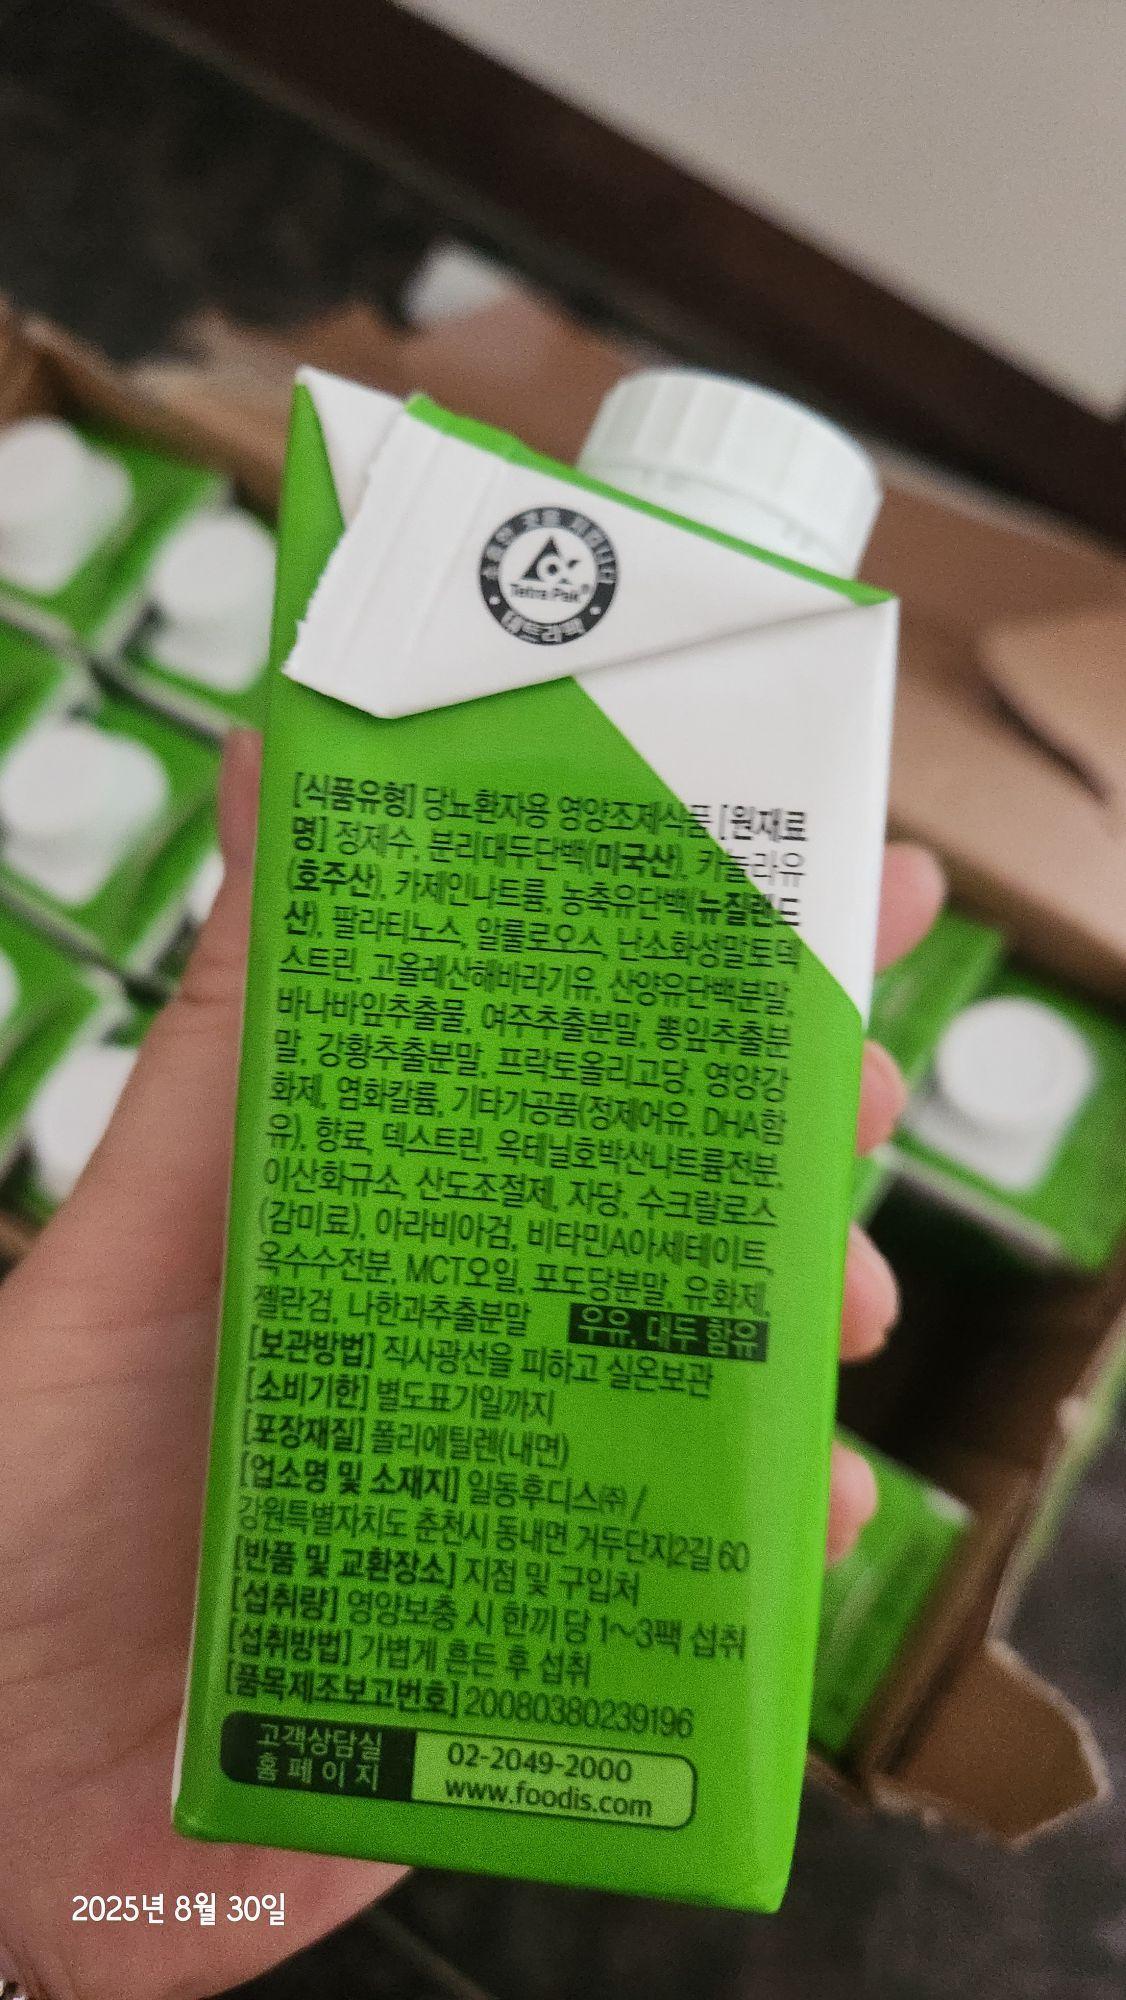 Tetra Pak®
테트라팩
[식품유형] 당뇨환자용 영양조제식품 [원재료
명] 정제수, 분리대두단백(미국산), 카놀라유
(호주산), 카제인나트륨, 농축유단백(뉴질랜드
산), 팔라티노스, 알룰로오스, 난소화성말토덱
스트린, 고올레산해바라기유, 산양유단백분말,
바나바잎추출물, 여주추출분말, 뽕잎추출분
말, 강황추출분말, 프락토올리고당, 영양강
화제, 염화칼륨, 기타가공품(정제어유, DHA함
유), 향료, 덱스트린, 옥테닐호박산나트륨전분,
이산화규소, 산도조절제, 자당, 수크랄로스
(감미료), 아라비아검, 비타민A아세테이트,
옥수수전분, MCT오일, 포도당분말, 유화제,
젤란검, 나한과추출분말 우유, 대두 함유
[보관방법] 직사광선을 피하고 실온보관
[소비기한] 별도표기일까지
[포장재질] 폴리에틸렌(내면)
[업소명 및 소재지] 일동후디스㈜ /
강원특별자치도 춘천시 동내면 거두단지2길 60
[반품 및 교환장소] 지점 및 구입처
[섭취량] 영양보충 시 한끼 당 1~3팩 섭취
[섭취방법] 가볍게 흔든 후 섭취
[품목제조보고번호] 20080380239196
고객상담실 02-2049-2000
홈페이지 www.foodis.com
2025년 8월 30일